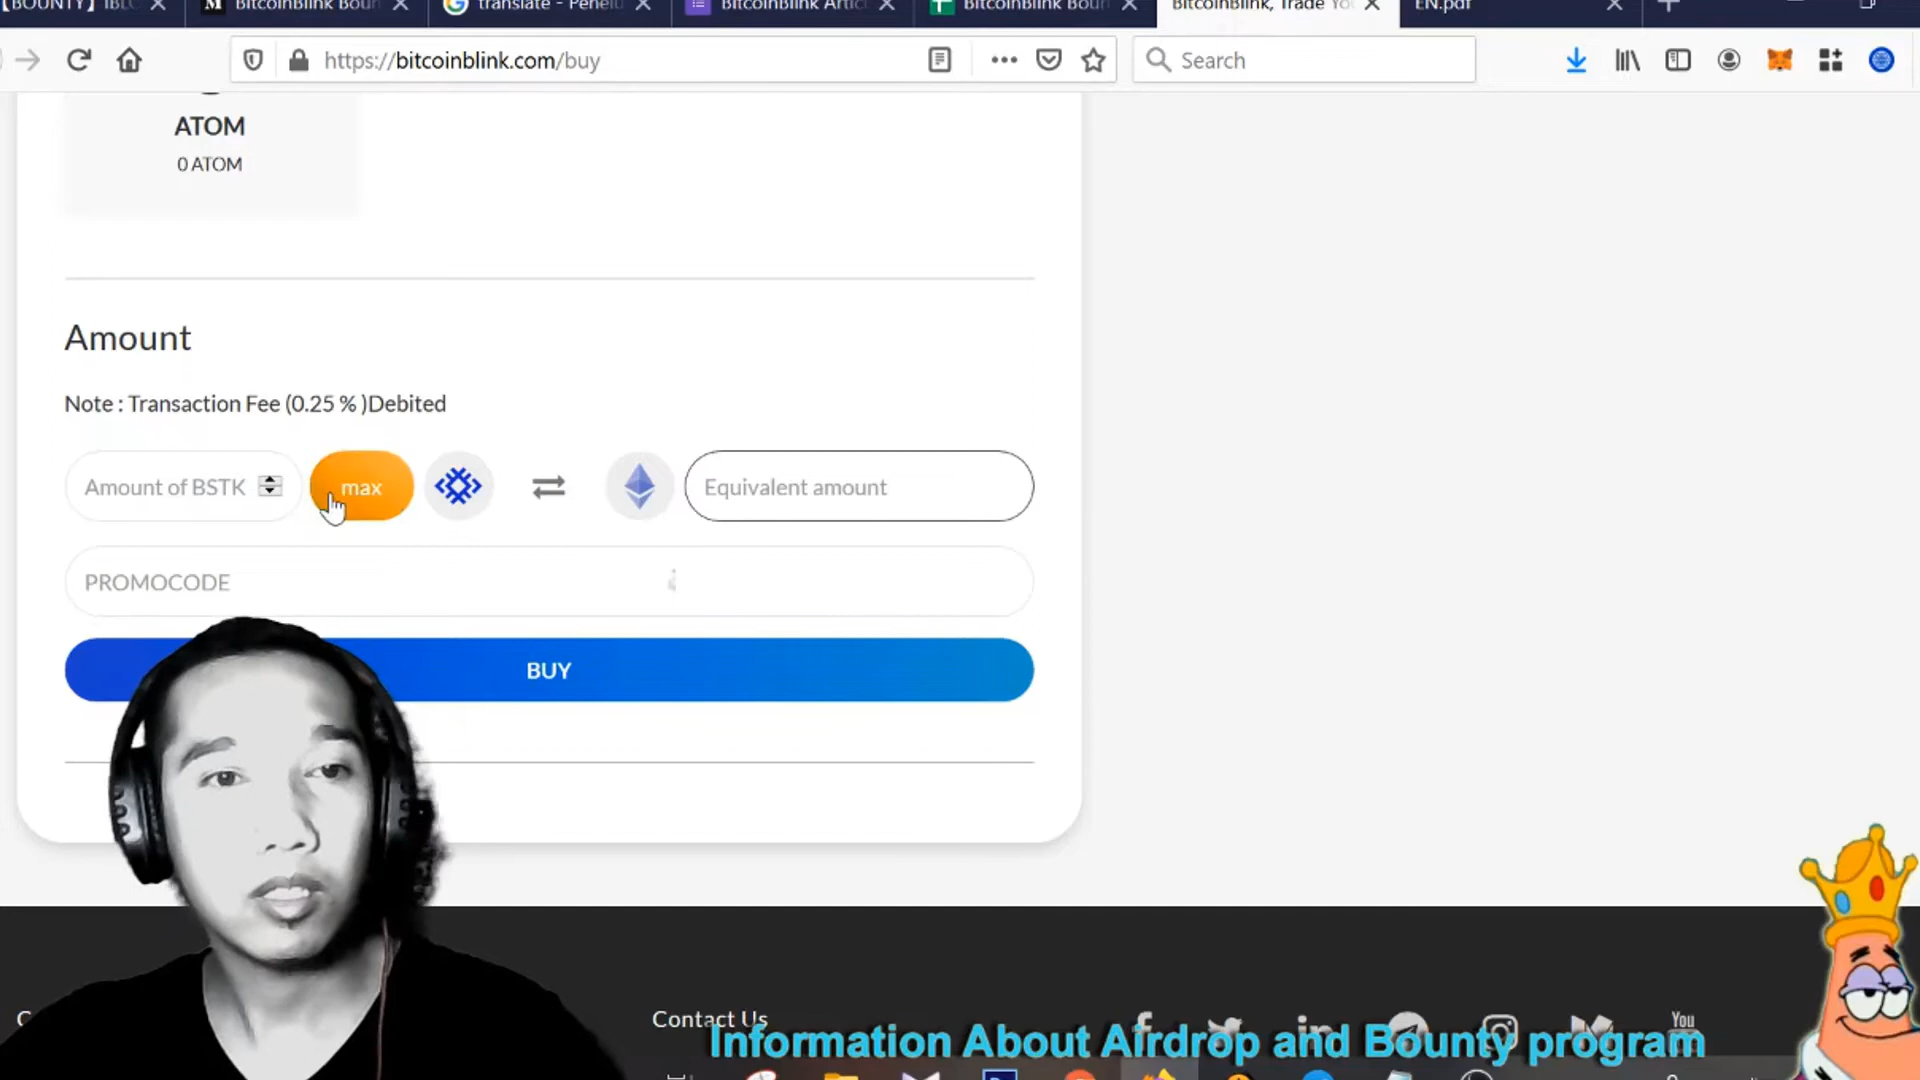 BitcoinBlink Boun
translate - Penel
BitcoinBlink Artic
BitcoinBlink Boun
BitcoinBlink, Trade Yo
EN.pdf
https://bitcoinblink.com/buy
Search
ATOM
0 ATOM
Amount
Note : Transaction Fee (0.25 % )Debited
Amount of BSTK
max
Equivalent amount
PROMOCODE
BUY
Contact Us
You
Information About Airdrop and Bounty program